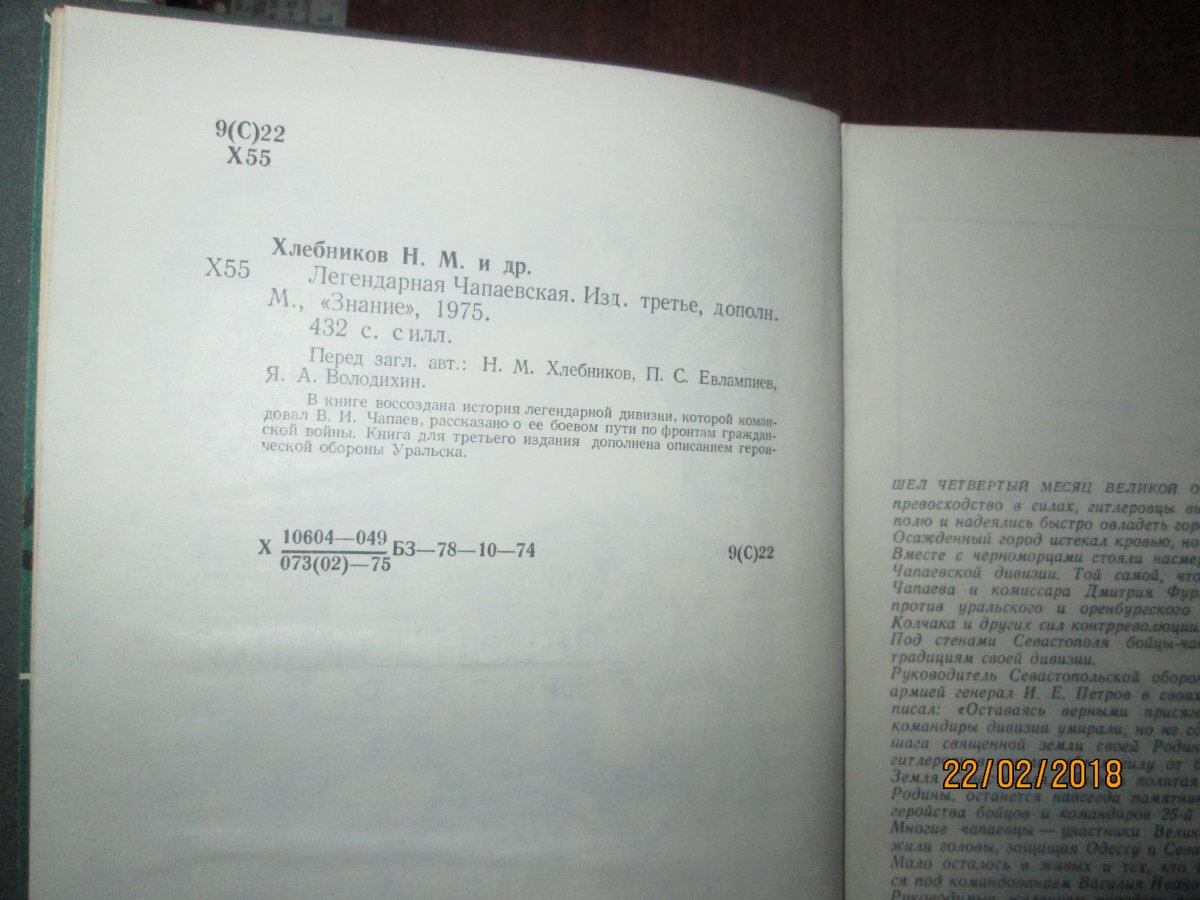 9(С)22
Х55
Хлебников Н. М. и др.
Х55 Легендарная Чапаевская. Изд. третье, дополн.
М., «Знание», 1975.
432 с. с илл.
Перед загл. авт.: Н. М. Хлебников, П. С. Евлампиев,
Я. А. Володихин.
В книге воссоздана история легендарной дивизии, которой коман-
довал В. И. Чапаев, рассказано о ее боевом пути по фронтам граждан-
ской войны. Книга для третьего издания дополнена описанием герои-
ческой обороны Уральска.
Х 10604—049
073(02)—75 БЗ—78—10—74 9(С)22
ШЕЛ ЧЕТВЕРТЫЙ МЕСЯЦ ВЕЛИКОЙ
превосходство в силах, гитлеровцы
полю и надеялись быстро овладеть
Осажденный город истекал кровью, но
Вместе с черноморцами стояли
Чапаевской дивизии. Той самой,
Чапаева и комиссара Дмитрия
против уральского и оренбургского
Колчака и других сил контрреволюции
Под стенами Севастополя
традициям своей дивизии.
Руководитель Севастопольской
армией генерал И. Е. Петров в своих
писал: «Оставаясь верными
командиры дивизии умирали, но не
шага священной земли своей
от
22/02/2018
Земля политая
Родины, останется навсегда
геройства бойцов и командиров 25-й
Многие чапаевцы — участники
жили головы, защищая Одессу и
Мало осталось в живых и тех, кто
ся под командованием Василия